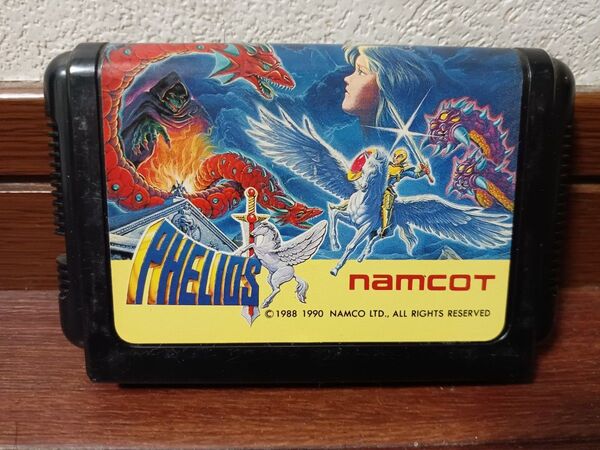 PHELIOS
namcoT
© 1988 1990 NAMCO LTD., ALL RIGHTS RESERVED